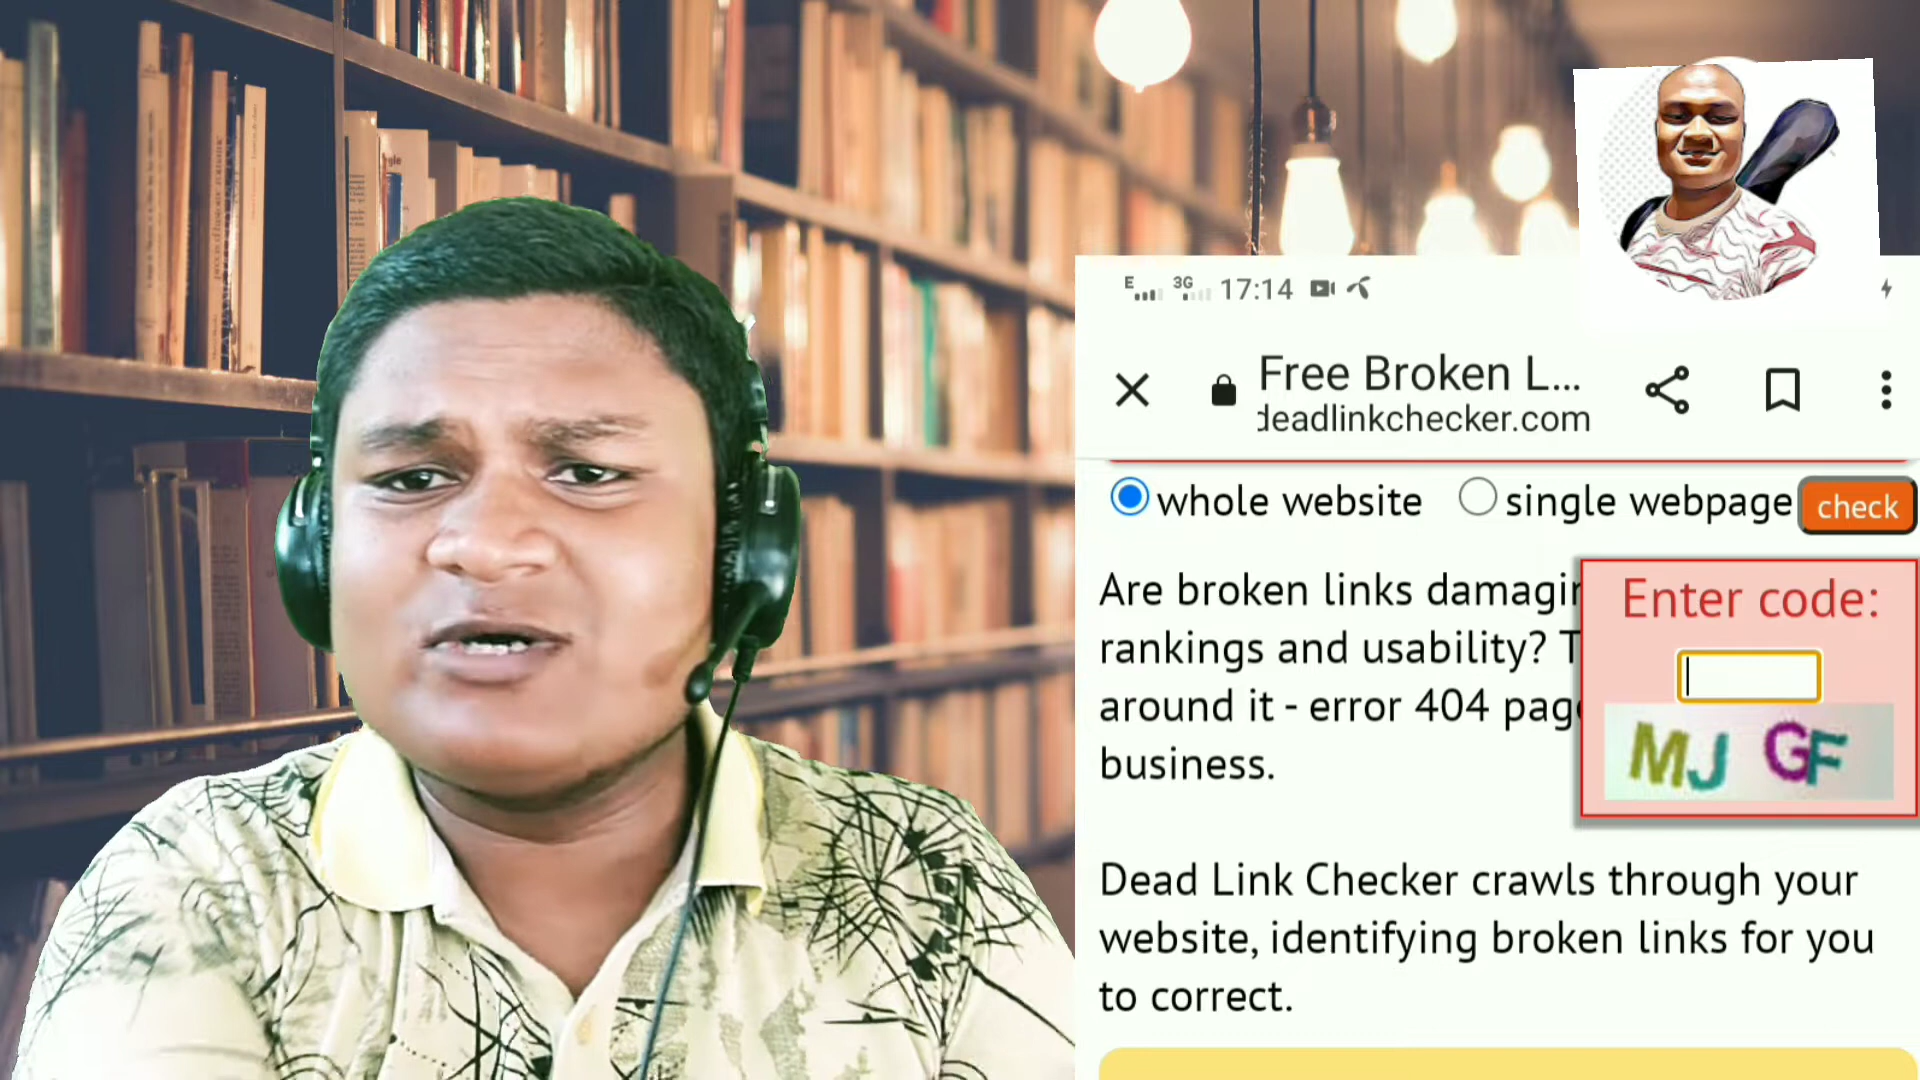 E 3G 17:14
Free Broken L...
deadlinkchecker.com
whole website single webpage check
Are broken links damagin
rankings and usability? T
around it - error 404 pag
business.
Enter code:
MJ GF
Dead Link Checker crawls through your
website, identifying broken links for you
to correct.